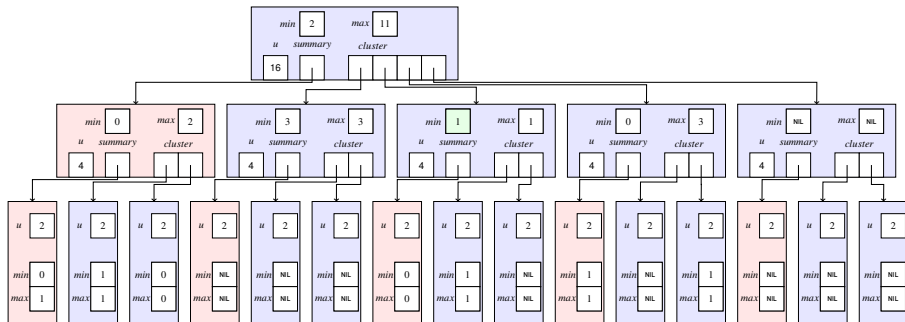 min 2 max 11
u summary cluster
16
min 0 max 2 min 3 max 3 min 1 max 1 min 0 max 3 min NIL max NIL
u summary cluster u summary cluster u summary cluster u summary cluster u summary cluster
4 4 4 4 4
u 2 u 2 u 2 u 2 u 2 u 2 u 2 u 2 u 2 u 2 u 2 u 2 u 2 u 2 u 2
min 0 min 1 min 0 min NIL min NIL min NIL min 0 min 1 min NIL min 1 min NIL min 1 min NIL min NIL min NIL
max 1 max 1 max 0 max NIL max NIL max NIL max 0 max 1 max NIL max 1 max NIL max 1 max NIL max NIL max NIL